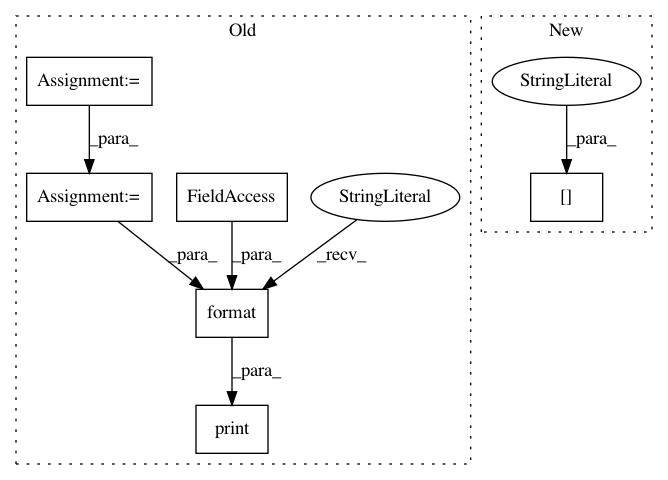 Old
New
Assignment:=
StringLiteral
_para_
_para_
Assignment:=
FieldAccess
StringLiteral
[]
_para_
_para_
_recv_
format
_para_
print